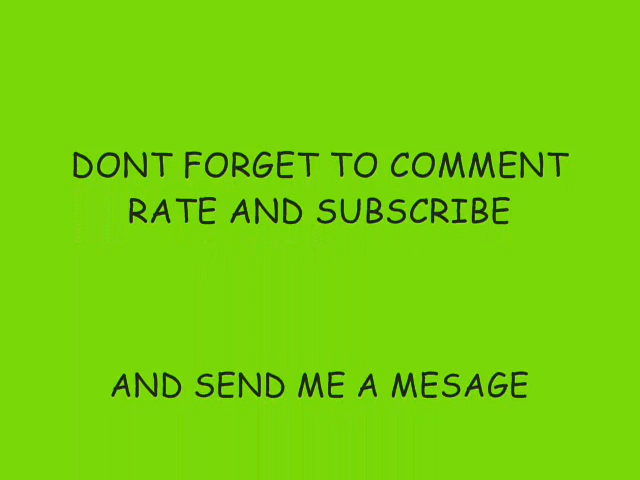 DONT FORGET TO COMMENT
RATE AND SUBSCRIBE
AND SEND ME A MESAGE